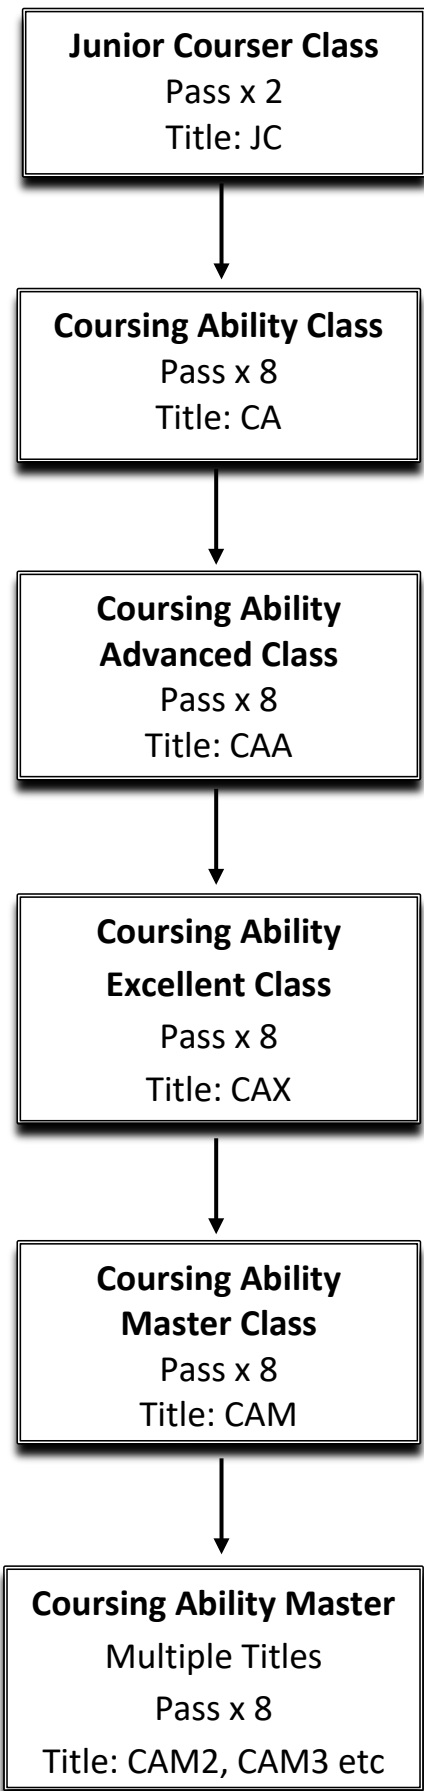 Junior Courser Class
Pass x 2
Title: JC
Coursing Ability Class
Pass x 8
Title: CA
Coursing Ability
Advanced Class
Pass x 8
Title: CAA
Coursing Ability
Excellent Class
Pass x 8
Title: CAX
Coursing Ability
Master Class
Pass x 8
Title: CAM
Coursing Ability Master
Multiple Titles
Pass x 8
Title: CAM2, CAM3 etc